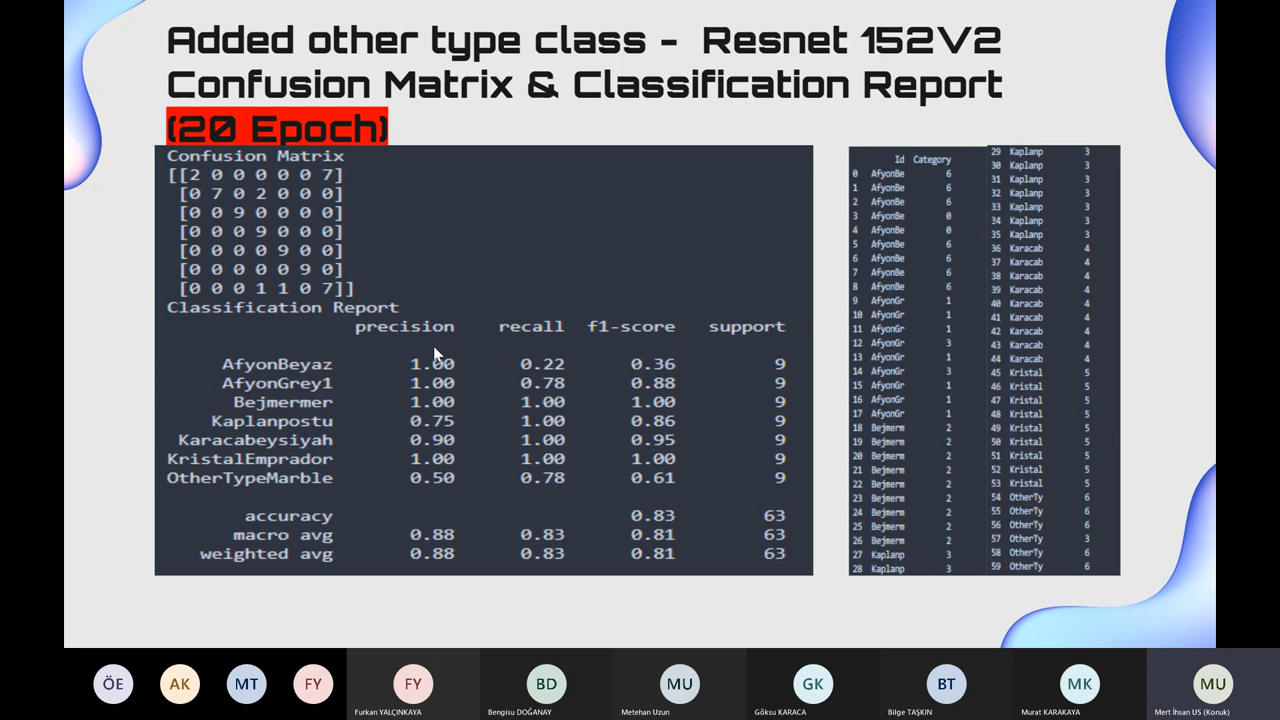 Added other type class - Resnet 152V2
Confusion Matrix & Classification Report
(20 Epoch)
Confusion Matrix
[[2 0 0 0 0 0 7]
[0 7 0 2 0 0 0]
[0 0 9 0 0 0 0]
[0 0 0 9 0 0 0]
[0 0 0 0 9 0 0]
[0 0 0 0 0 9 0]
[0 0 0 1 1 0 7]]
Classification Report
precision recall f1-score support
AfyonBeyaz 1.00 0.22 0.36 9
AfyonGrey1 1.00 0.78 0.88 9
Bejmermer 1.00 1.00 1.00 9
Kaplanpostu 0.75 1.00 0.86 9
Karacabeysiyah 0.90 1.00 0.95 9
KristalEmprador 1.00 1.00 1.00 9
OtherTypeMarble 0.50 0.78 0.61 9
accuracy 0.83 63
macro avg 0.88 0.83 0.81 63
weighted avg 0.88 0.83 0.81 63
Id Category
0 AfyonBe 6
1 AfyonBe 6
2 AfyonBe 6
3 AfyonBe 0
4 AfyonBe 0
5 AfyonBe 6
6 AfyonBe 6
7 AfyonBe 6
8 AfyonBe 6
9 AfyonGr 1
10 AfyonGr 1
11 AfyonGr 1
12 AfyonGr 3
13 AfyonGr 1
14 AfyonGr 3
15 AfyonGr 1
16 AfyonGr 1
17 AfyonGr 1
18 Bejmerm 2
19 Bejmerm 2
20 Bejmerm 2
21 Bejmerm 2
22 Bejmerm 2
23 Bejmerm 2
24 Bejmerm 2
25 Bejmerm 2
26 Bejmerm 2
27 Kaplanp 3
28 Kaplanp 3
29 Kaplanp 3
30 Kaplanp 3
31 Kaplanp 3
32 Kaplanp 3
33 Kaplanp 3
34 Kaplanp 3
35 Kaplanp 3
36 Karacab 4
37 Karacab 4
38 Karacab 4
39 Karacab 4
40 Karacab 4
41 Karacab 4
42 Karacab 4
43 Karacab 4
44 Karacab 4
45 Kristal 5
46 Kristal 5
47 Kristal 5
48 Kristal 5
49 Kristal 5
50 Kristal 5
51 Kristal 5
52 Kristal 5
53 Kristal 5
54 OtherTy 6
55 OtherTy 6
56 OtherTy 6
57 OtherTy 3
58 OtherTy 6
59 OtherTy 6
ÖE AK MT FY FY BD MU GK BT MK MU
Furkan YALÇINKAYA Bengisu DOĞANAY Metehan Uzun Göksu KARACA Bilge TAŞKIN Murat KARAKAYA Mert İhsan US (Konuk)